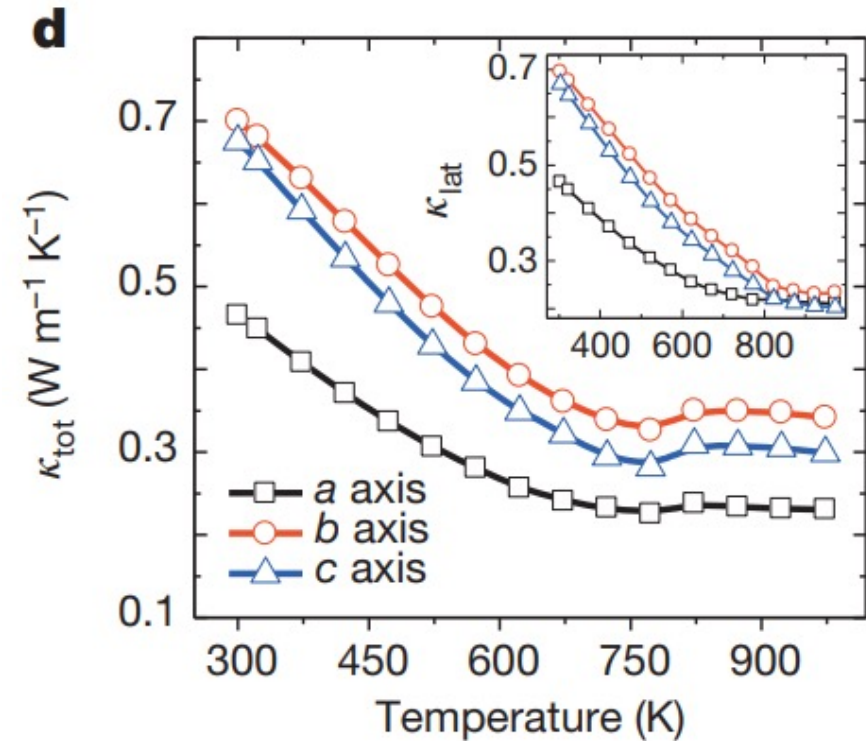 d
κtot (W m⁻¹ K⁻¹)
0.7
0.5
0.3
0.1
300
450
600
750
900
Temperature (K)
a axis
b axis
c axis
κlat
0.7
0.5
0.3
400
600
800